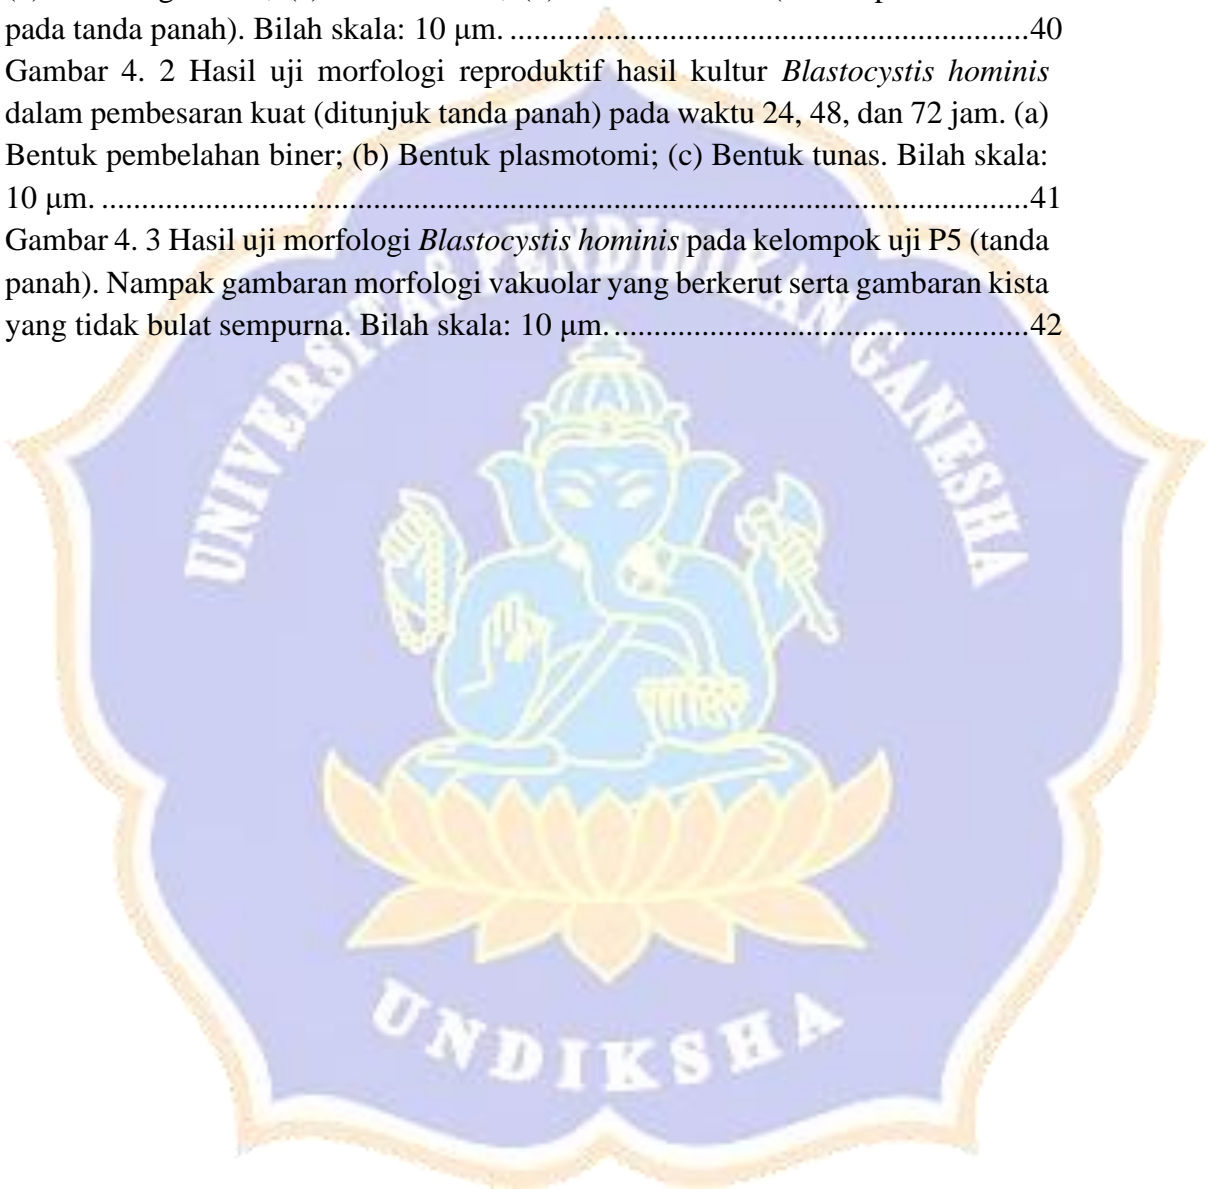 pada tanda panah). Bilah skala: 10 μm. .................................................................40
Gambar 4. 2 Hasil uji morfologi reproduktif hasil kultur Blastocystis hominis
dalam pembesaran kuat (ditunjuk tanda panah) pada waktu 24, 48, dan 72 jam. (a)
Bentuk pembelahan biner; (b) Bentuk plasmotomi; (c) Bentuk tunas. Bilah skala:
10 μm. ....................................................................................................................41
Gambar 4. 3 Hasil uji morfologi Blastocystis hominis pada kelompok uji P5 (tanda
panah). Nampak gambaran morfologi vakuolar yang berkerut serta gambaran kista
yang tidak bulat sempurna. Bilah skala: 10 μm.....................................................42
UNIVERSITAS PENDIDIKAN GANESHA
UNDIKSHA